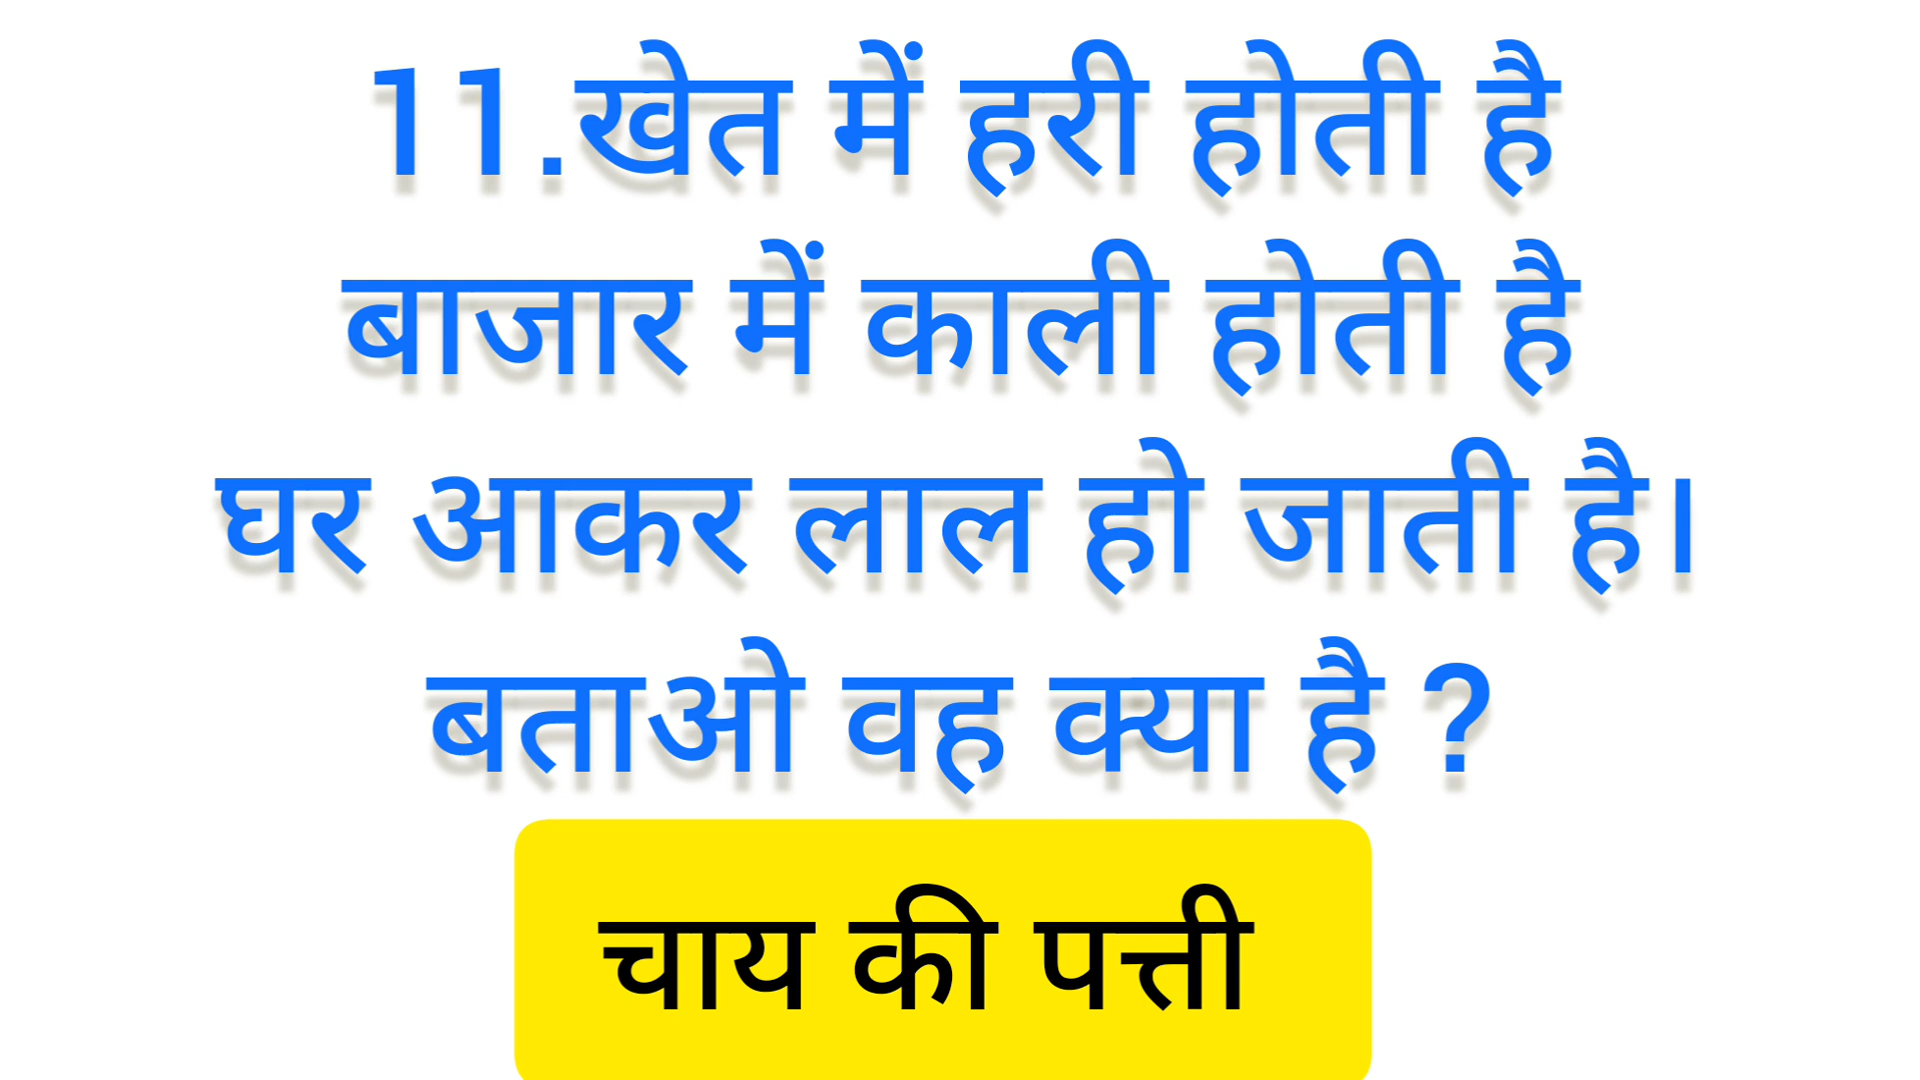 11.खेत में हरी होती है
बाजार में काली होती है
घर आकर लाल हो जाती है।
बताओ वह क्या है ?
चाय की पत्ती